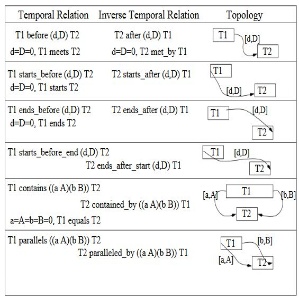 Temporal Relation Inverse Temporal Relation Topology
T1 before (d,D) T2 T2 after (d,D) T1
d=D=0, T1 meets T2 d=D=0, T2 met_by T1
T1 [d,D] T2
T1 starts_before (d,D) T2 T2 starts_after (d,D) T1
d=D=0, T1 starts T2
T1 [d,D] T2
T1 ends_before (d,D) T2 T2 ends_after (d,D) T1
d=D=0, T1 ends T2
T1 [d,D] T2
T1 starts_before_end (d,D) T2
T2 ends_after_start (d,D) T1
T1 [d,D] T2
T1 contains ((a A)(b B)) T2
T2 contained_by ((a A)(b B)) T1
a=A=b=B=0, T1 equals T2
[a,A] T1 [b,B] T2
T1 parallels ((a A)(b B)) T2
T2 paralleled_by ((a A)(b B)) T1
T1 [b,B] [a,A] T2